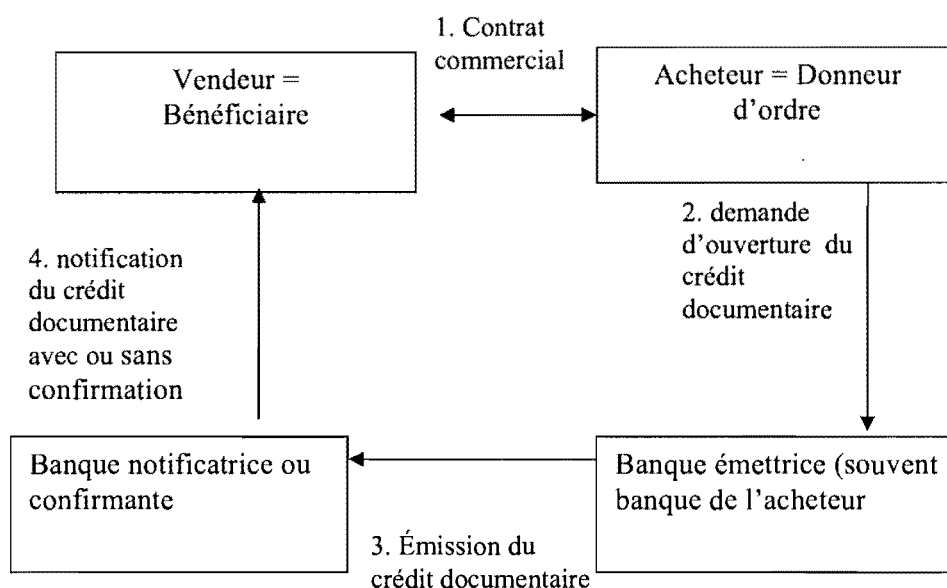 1. Contrat
commercial
Vendeur =
Bénéficiaire
Acheteur = Donneur
d'ordre
2. demande
d'ouverture du
crédit
documentaire
4. notification
du crédit
documentaire
avec ou sans
confirmation
Banque notificatrice ou
confirmante
Banque émettrice (souvent
banque de l'acheteur
3. Émission du
crédit documentaire